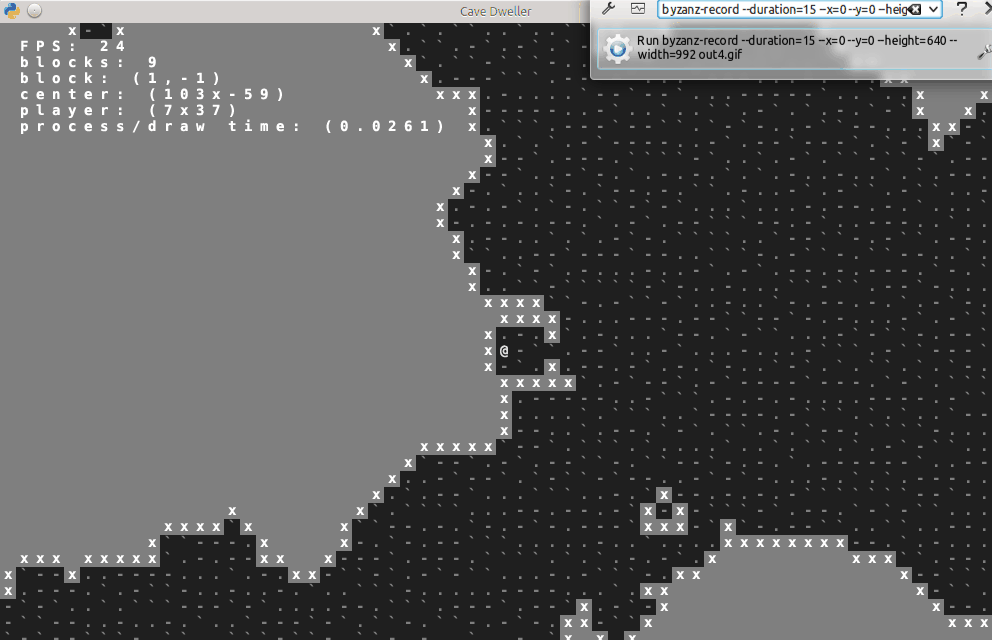 Cave Dweller
byzanz-record --duration=15 --x=0 --y=0 --heig
?
Run byzanz-record --duration=15 --x=0 --y=0 --height=640 --
width=992 out4.gif
FPS: 24
blocks: 9
block: (1,-1)
center: (103x-59)
player: (7x37)
process/draw time: (0.0261)
@